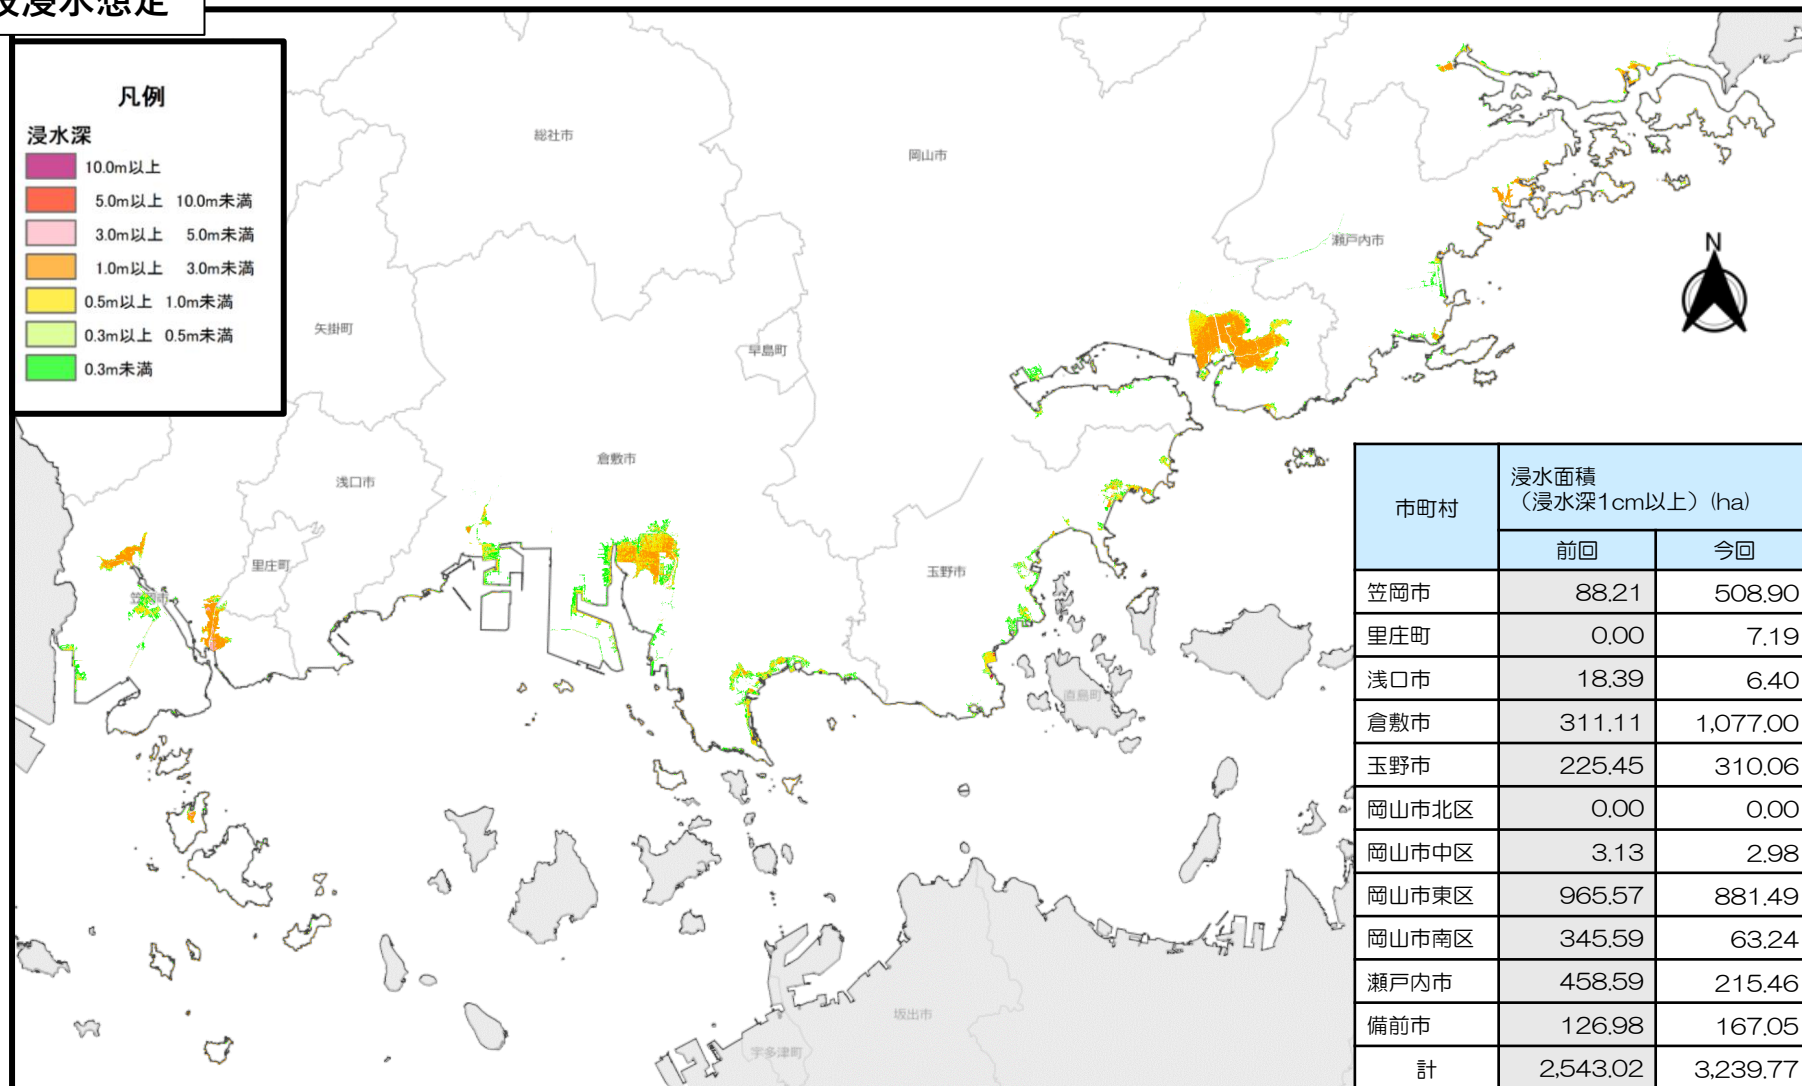 浸水想定
凡例
浸水深
10.0m以上
5.0m以上 10.0m未満
3.0m以上 5.0m未満
1.0m以上 3.0m未満
0.5m以上 1.0m未満
0.3m以上 0.5m未満
0.3m未満
総社市
岡山市
瀬戸内市
N
矢掛町
早島町
倉敷市
浅口市
里庄町
笠岡市
玉野市
直島町
坂出市
宇多津町
市町村 浸水面積
（浸水深1cm以上）(ha)
前回 今回
笠岡市 88.21 508.90
里庄町 0.00 7.19
浅口市 18.39 6.40
倉敷市 311.11 1,077.00
玉野市 225.45 310.06
岡山市北区 0.00 0.00
岡山市中区 3.13 2.98
岡山市東区 965.57 881.49
岡山市南区 345.59 63.24
瀬戸内市 458.59 215.46
備前市 126.98 167.05
計 2,543.02 3,239.77